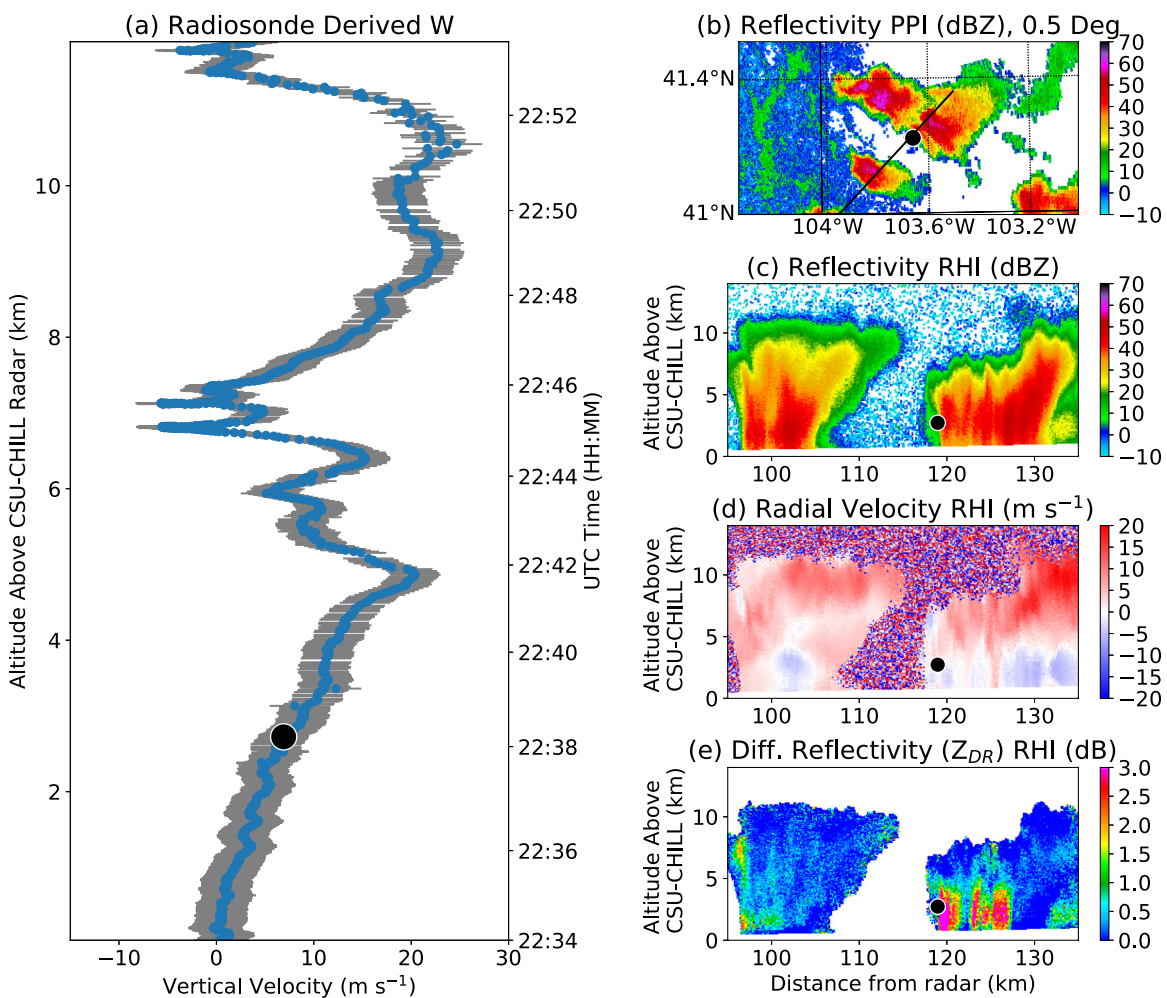 (a) Radiosonde Derived W
Altitude Above CSU-CHILL Radar (km)
10
8
6
4
2
−10 0 10 20 30
Vertical Velocity (m s⁻¹)
22:52
22:50
22:48
22:46
22:44
22:42
22:40
22:38
22:36
22:34
UTC Time (HH:MM)
(b) Reflectivity PPI (dBZ), 0.5 Deg
41.4°N
41°N
104°W 103.6°W 103.2°W
70
60
50
40
30
20
10
0
−10
(c) Reflectivity RHI (dBZ)
Altitude Above
CSU-CHILL (km)
10
5
0
100 110 120 130
70
60
50
40
30
20
10
0
−10
(d) Radial Velocity RHI (m s⁻¹)
Altitude Above
CSU-CHILL (km)
10
5
0
100 110 120 130
20
15
10
5
0
−5
−10
−15
−20
(e) Diff. Reflectivity (Z_DR) RHI (dB)
Altitude Above
CSU-CHILL (km)
10
5
0
100 110 120 130
Distance from radar (km)
3.0
2.5
2.0
1.5
1.0
0.5
0.0